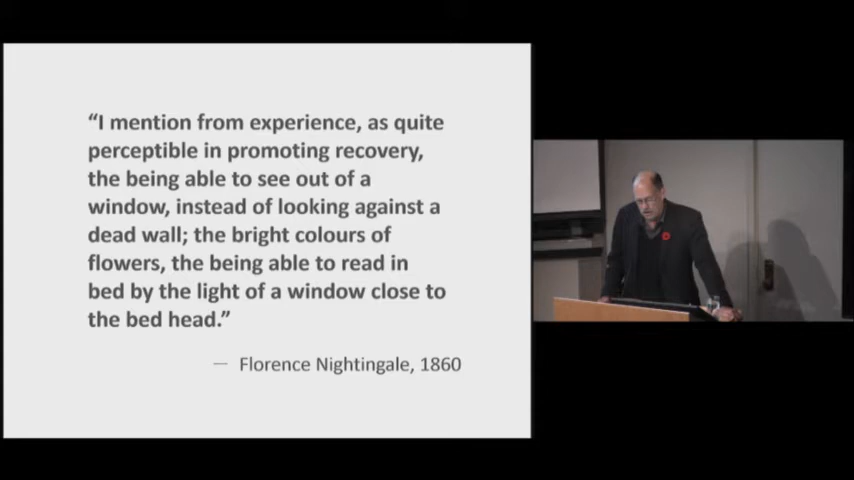 “I mention from experience, as quite
perceptible in promoting recovery,
the being able to see out of a
window, instead of looking against a
dead wall; the bright colours of
flowers, the being able to read in
bed by the light of a window close to
the bed head.”
— Florence Nightingale, 1860